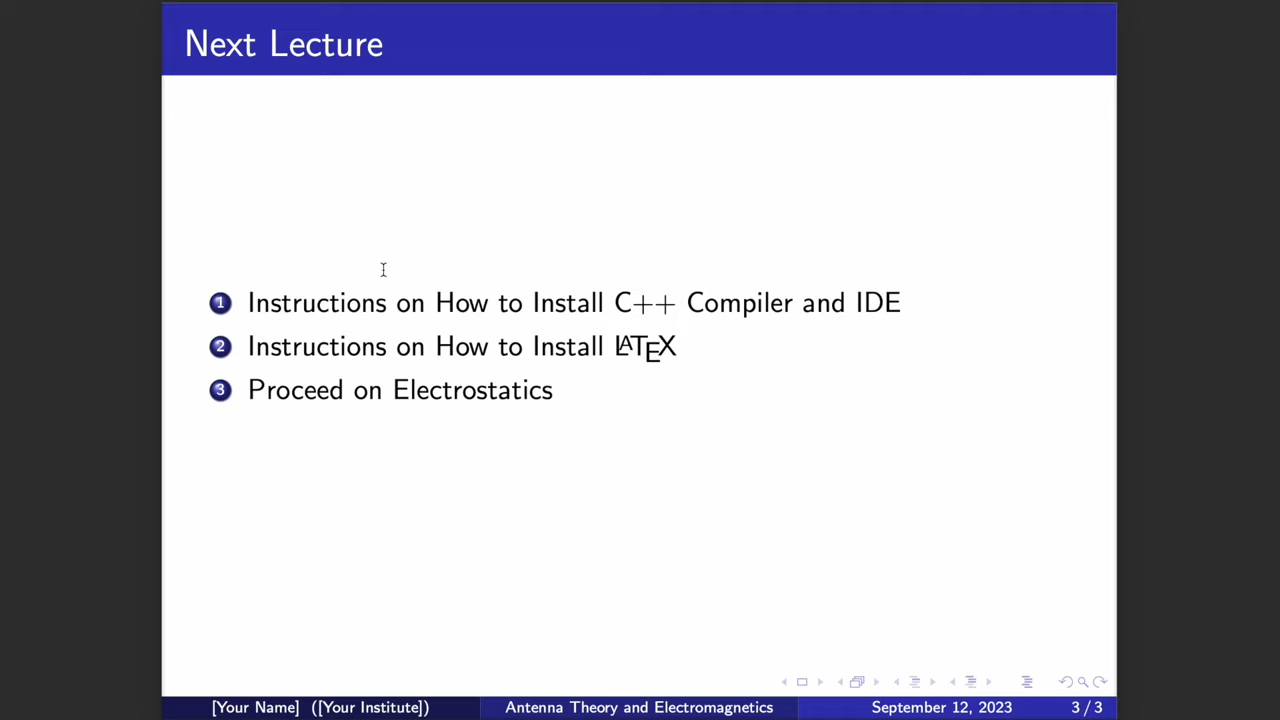 Next Lecture
1 Instructions on How to Install C++ Compiler and IDE
2 Instructions on How to Install LATEX
3 Proceed on Electrostatics
[Your Name] ([Your Institute]) Antenna Theory and Electromagnetics September 12, 2023 3 / 3